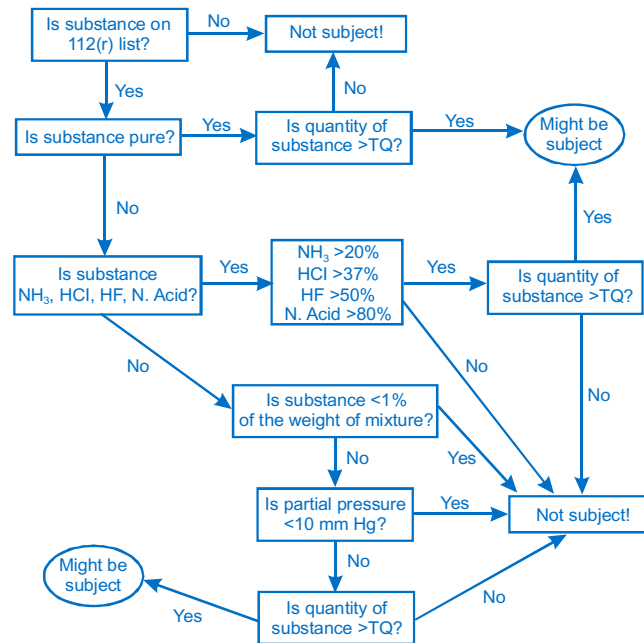 Is substance on
112(r) list?
No
Not subject!
Yes
No
Is substance pure?
Yes
Is quantity of
substance >TQ?
Yes
Might be
subject
No
Yes
Is substance
NH₃, HCI, HF, N. Acid?
Yes
NH₃ >20%
HCI >37%
HF >50%
N. Acid >80%
Yes
Is quantity of
substance >TQ?
No
No
No
Is substance <1%
of the weight of mixture?
No
Yes
Is partial pressure
<10 mm Hg?
Yes
Not subject!
No
Might be
subject
Yes
Is quantity of
substance >TQ?
No